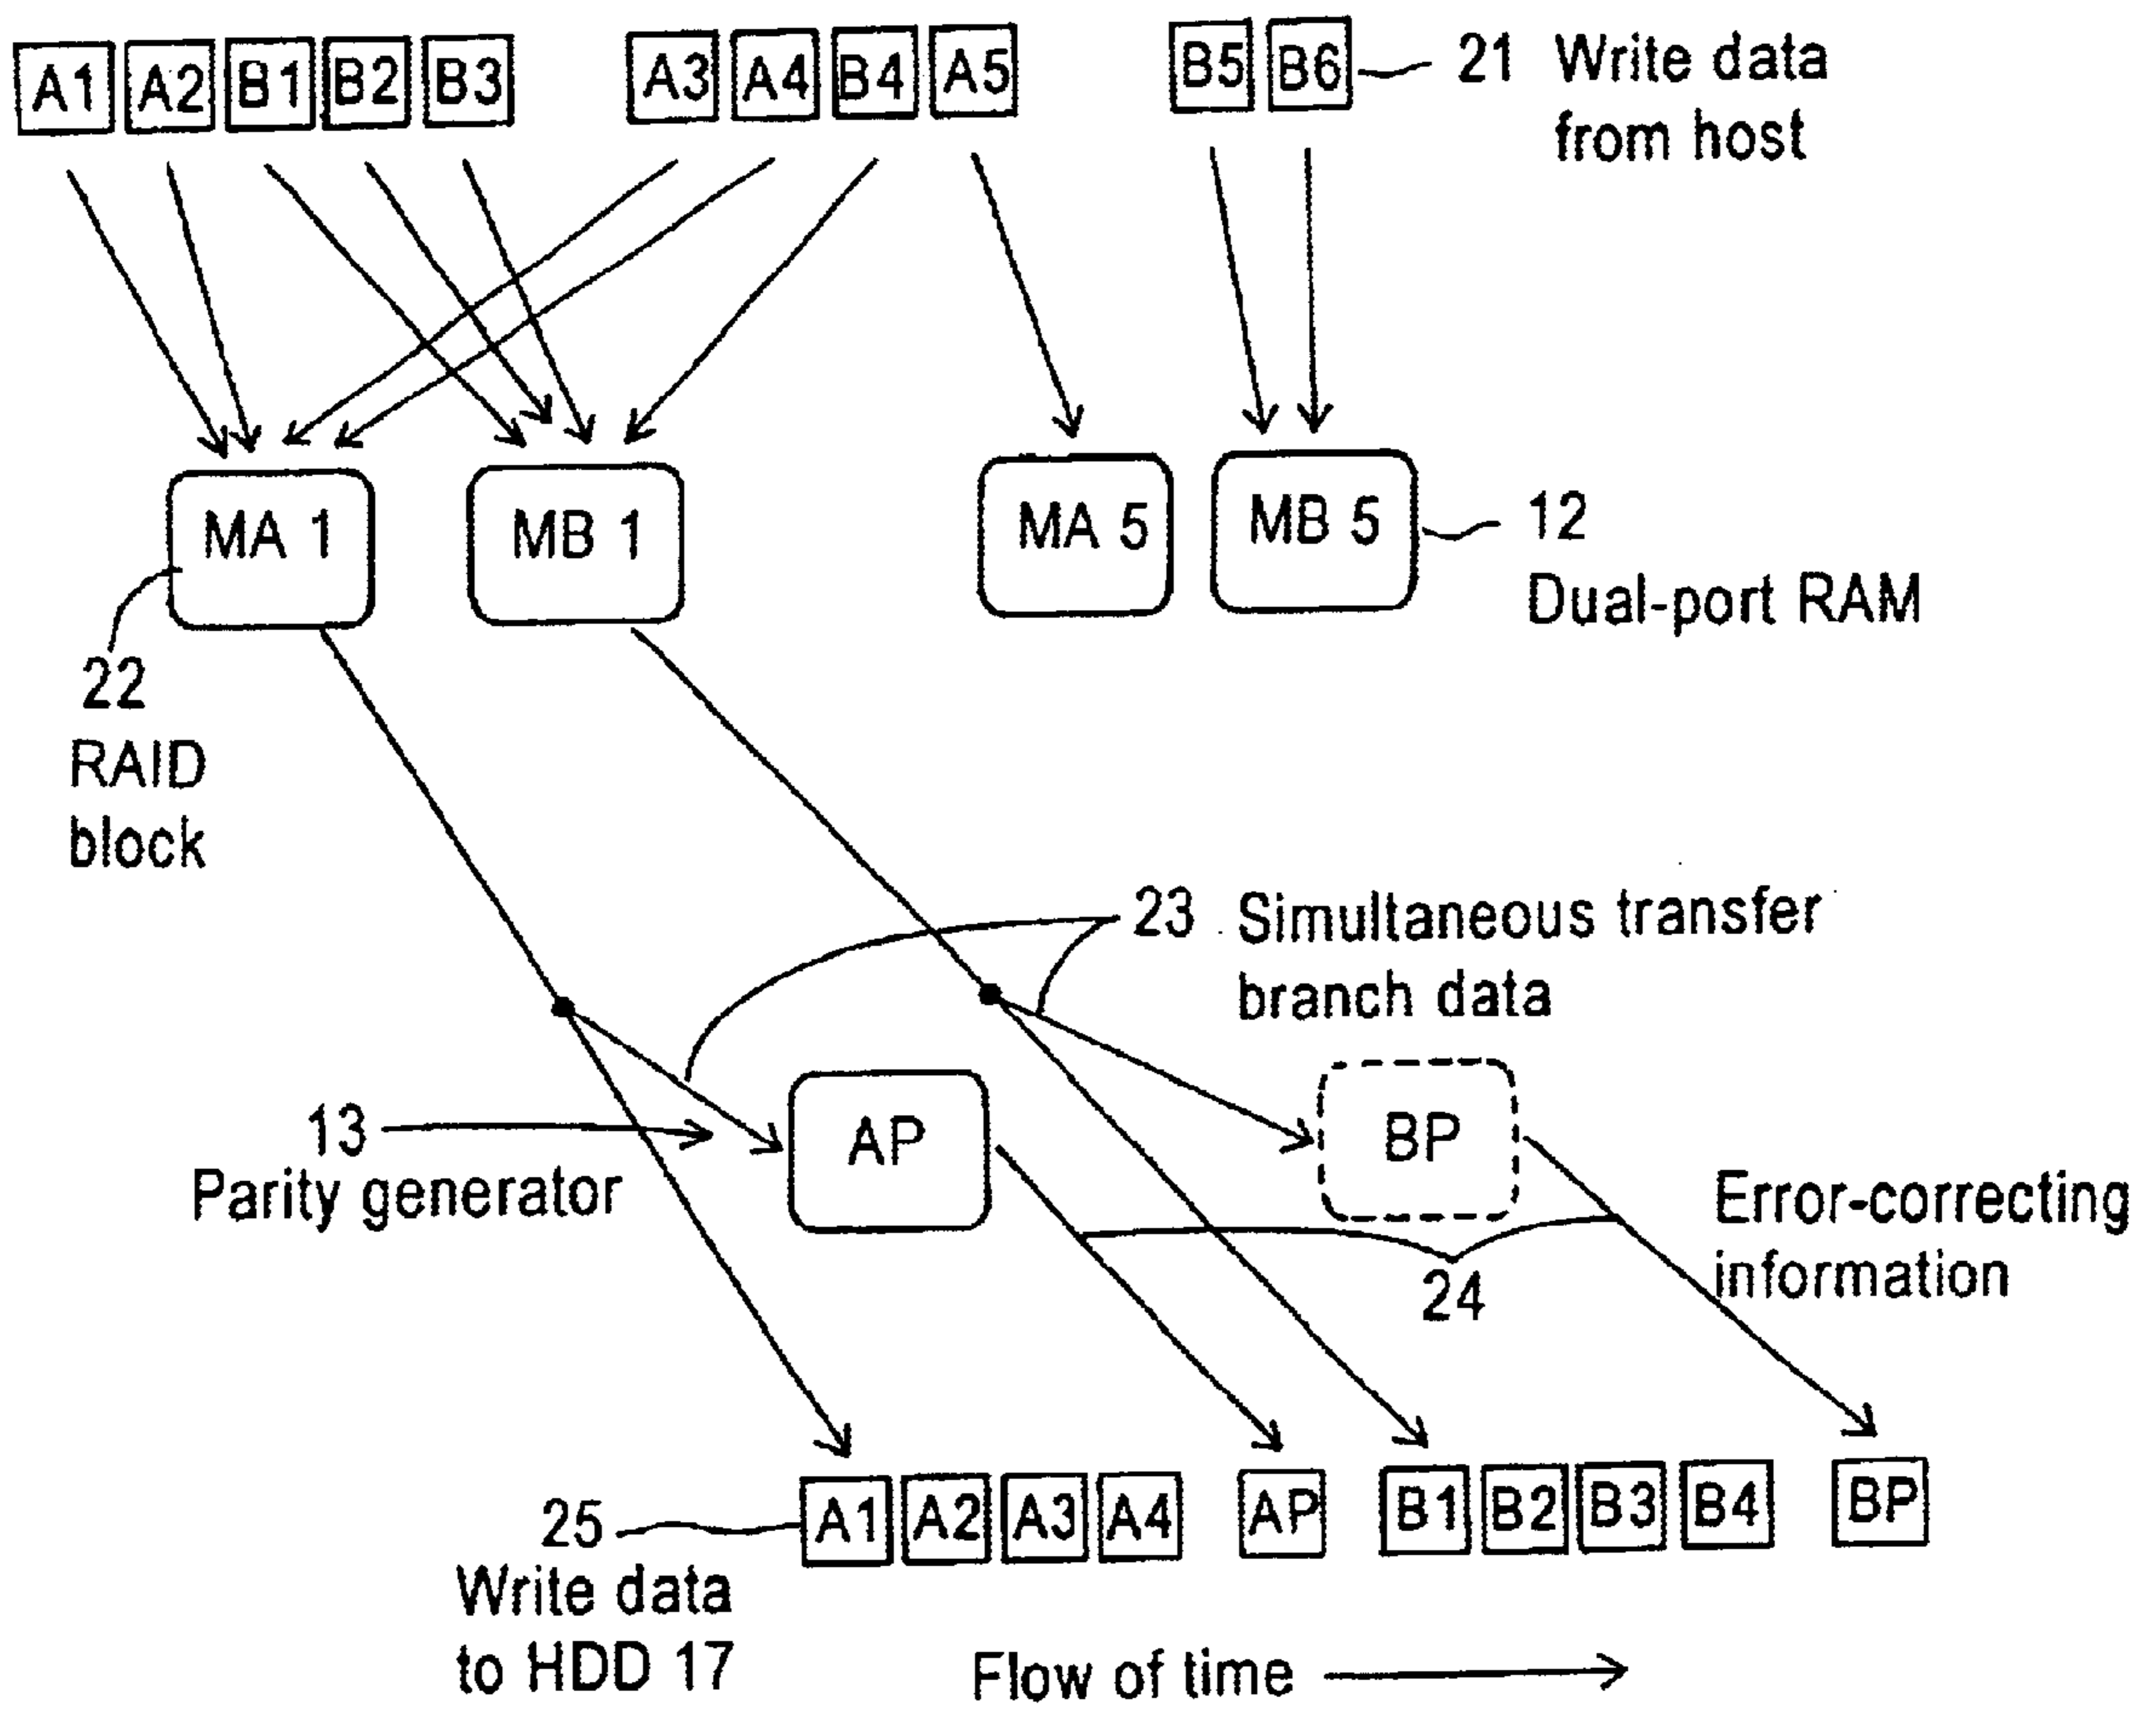 A1 A2 B1 B2 B3 A3 A4 B4 A5 B5 B6 21 Write data
from host
MA 1 MB 1 MA 5 MB 5 12
Dual-port RAM
22
RAID
block
23 Simultaneous transfer
branch data
13
Parity generator
AP BP
Error-correcting
information
24
25
A1 A2 A3 A4 AP B1 B2 B3 B4 BP
Write data
to HDD 17
Flow of time